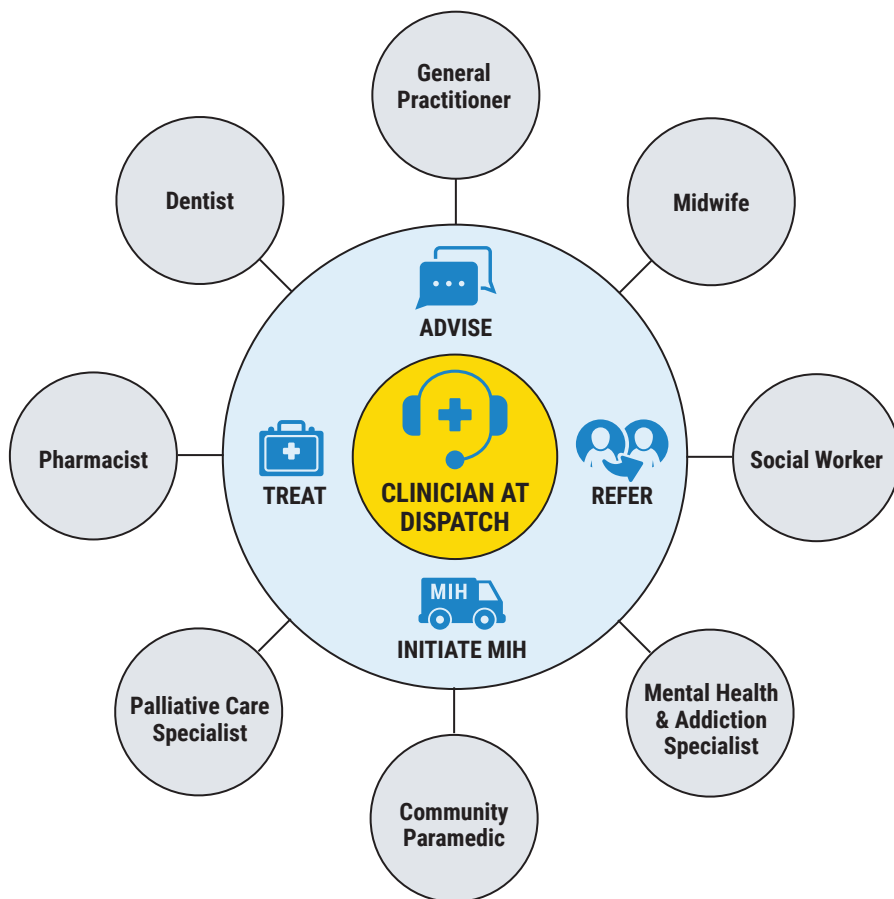 General
Practitioner
Dentist
Midwife
ADVISE
Pharmacist
TREAT
CLINICIAN AT
DISPATCH
REFER
Social Worker
MIH
INITIATE MIH
Palliative Care
Specialist
Mental Health
& Addiction
Specialist
Community
Paramedic